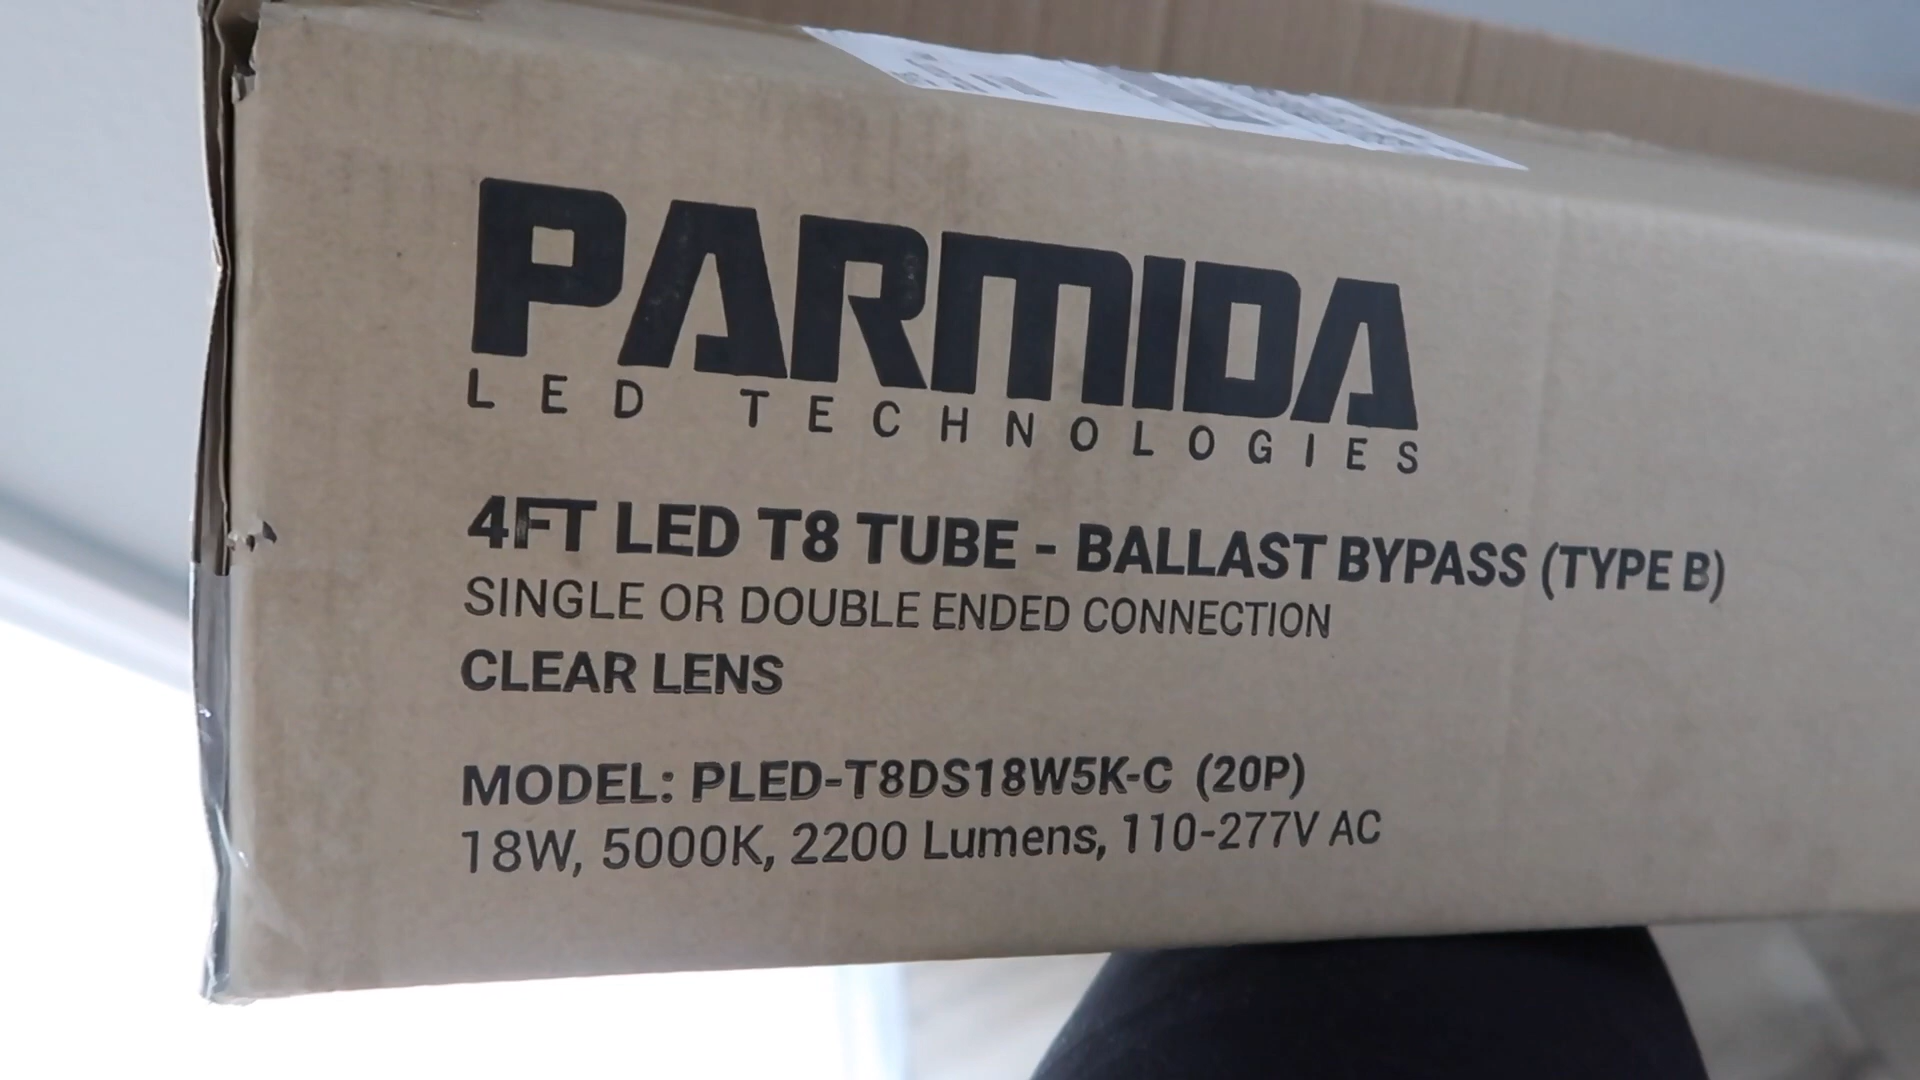 PARMIDA
LED TECHNOLOGIES
4FT LED T8 TUBE - BALLAST BYPASS (TYPE B)
SINGLE OR DOUBLE ENDED CONNECTION
CLEAR LENS
MODEL: PLED-T8DS18W5K-C (20P)
18W, 5000K, 2200 Lumens, 110-277V AC